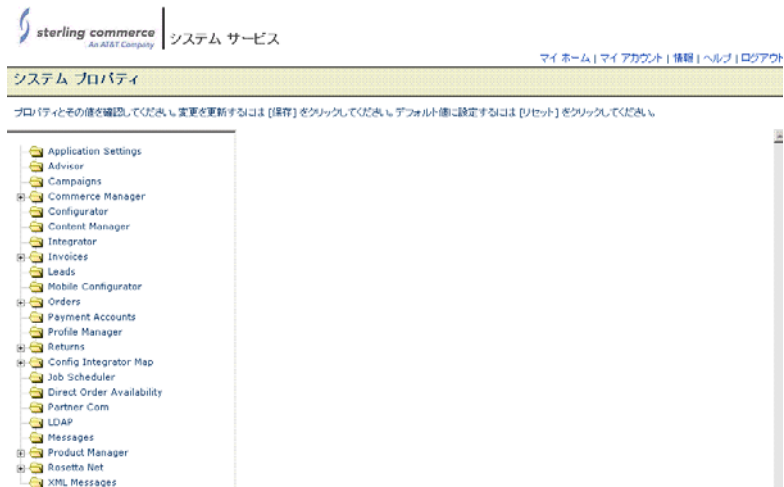 sterling commerce
An AT&T Company
システム サービス
マイ ホーム | マイ アカウント | 情報 | ヘルプ | ログアウト
システム プロパティ
プロパティとその値を確認してください。変更を更新するには [保存] をクリックしてください。デフォルト値に設定するには [リセット] をクリックしてください。
Application Settings
Advisor
Campaigns
Commerce Manager
Configurator
Content Manager
Integrator
Invoices
Leads
Mobile Configurator
Orders
Payment Accounts
Profile Manager
Returns
Config Integrator Map
Job Scheduler
Direct Order Availability
Partner Com
LDAP
Messages
Product Manager
Rosetta Net
XML Messages